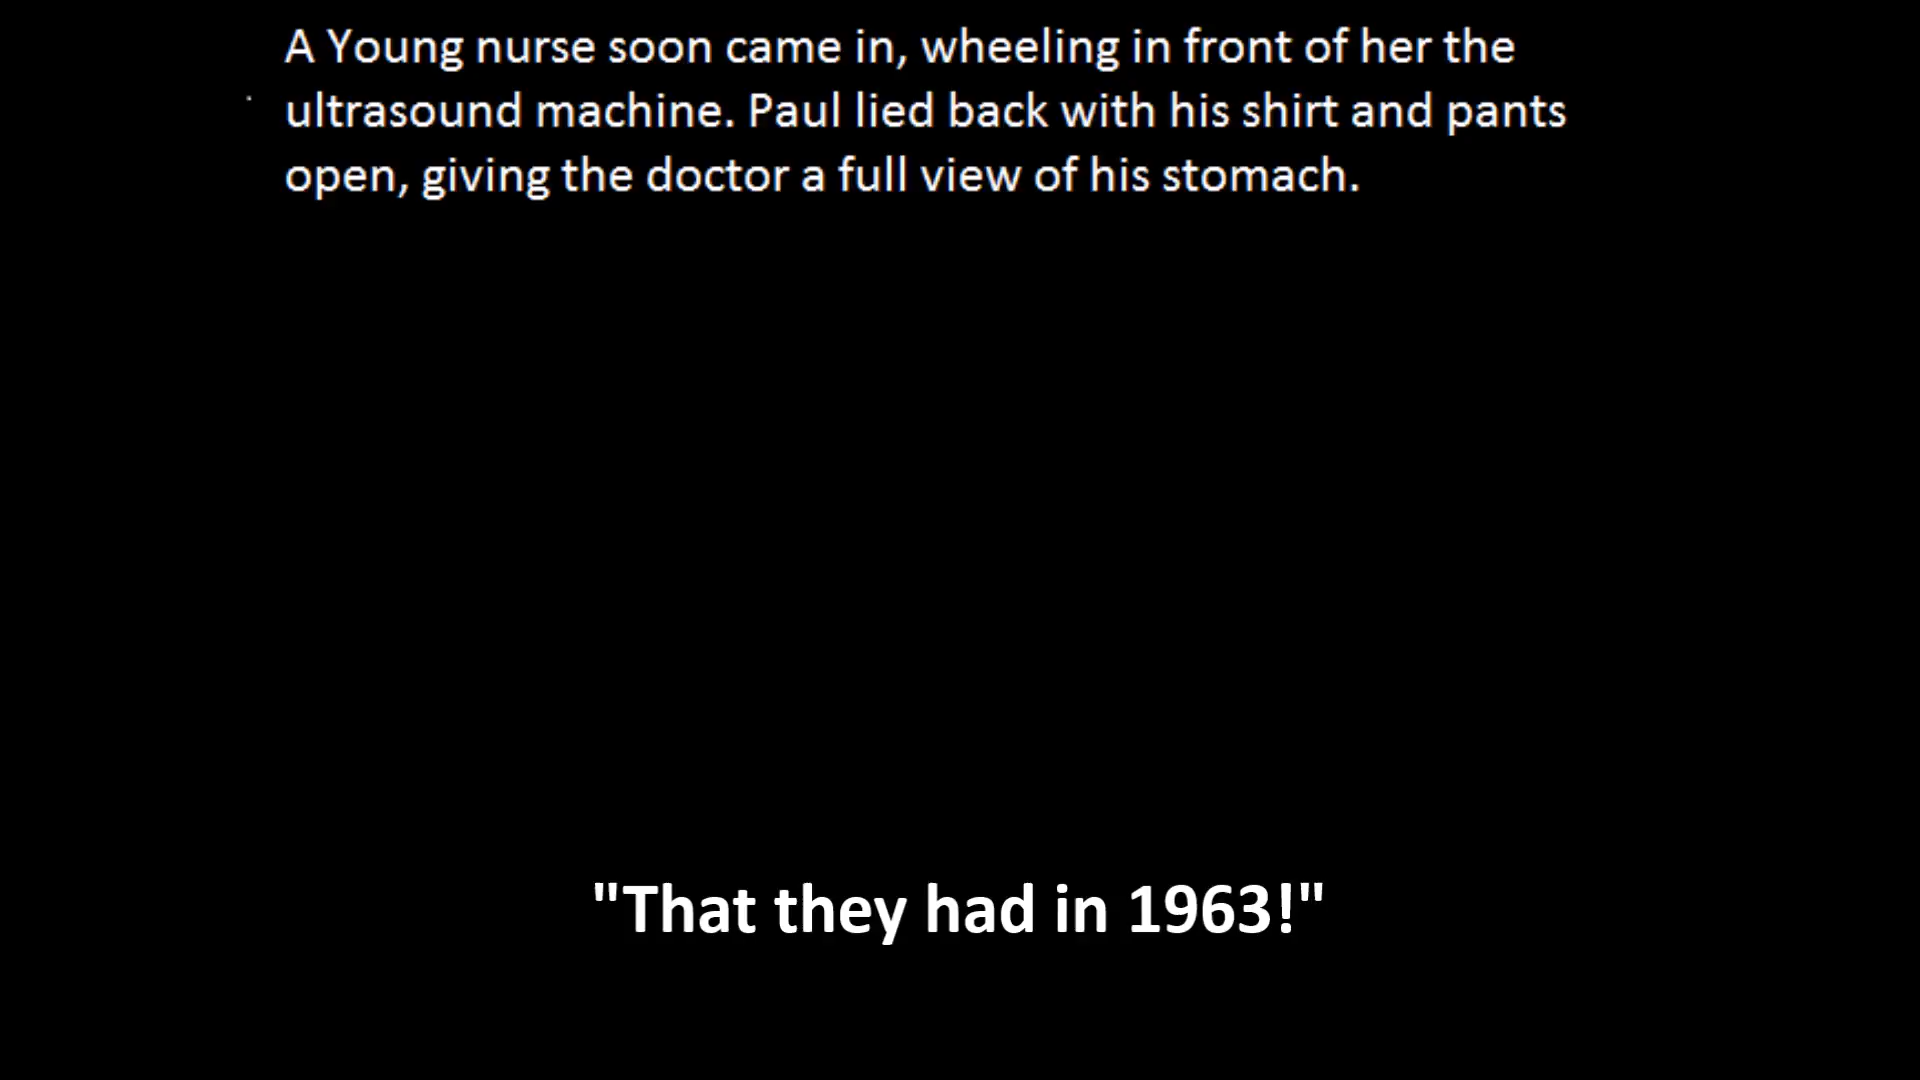 A Young nurse soon came in, wheeling in front of her the
ultrasound machine. Paul lied back with his shirt and pants
open, giving the doctor a full view of his stomach.
"That they had in 1963!"